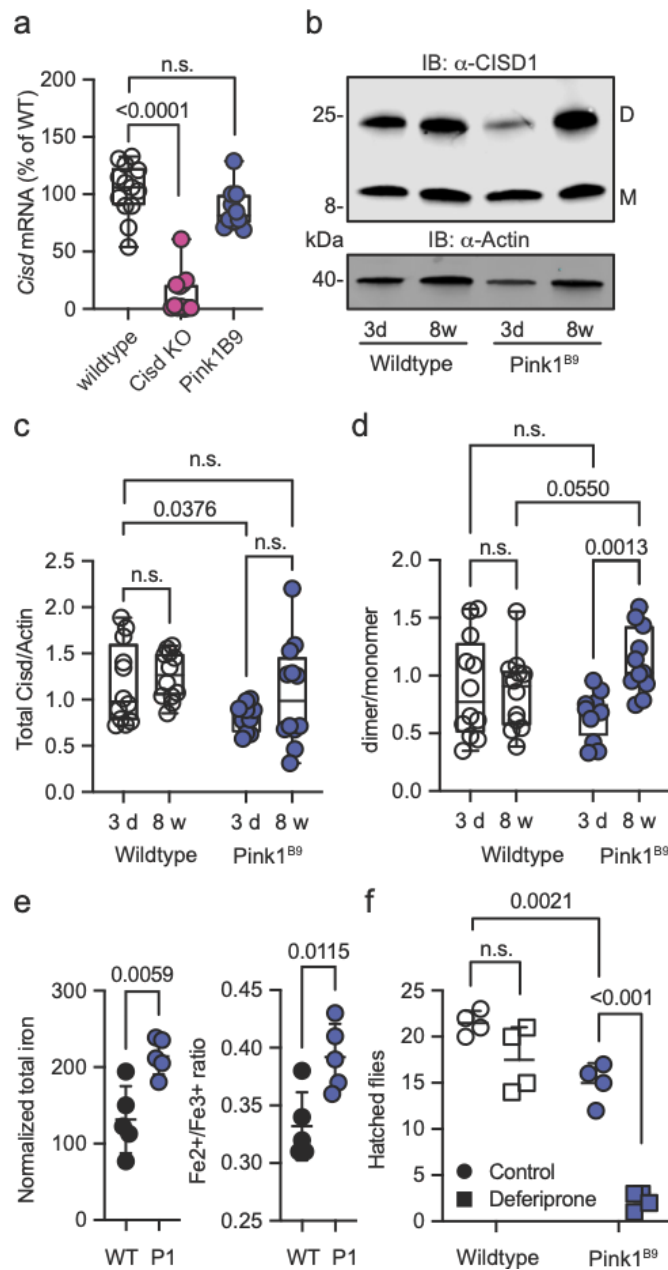 a
n.s.
<0.0001
Cisd mRNA (% of WT)
200
150
100
50
0
wildtype
Cisd KO
Pink1B9
b
IB: α-CISD1
25-
D
8-
M
kDa
IB: α-Actin
40-
3d 8w 3d 8w
Wildtype Pink1B9
c
n.s.
0.0376
n.s.
n.s.
Total Cisd/Actin
2.5
2.0
1.5
1.0
0.5
0.0
3 d 8 w 3 d 8 w
Wildtype Pink1B9
d
n.s.
0.0550
n.s.
0.0013
dimer/monomer
2.0
1.5
1.0
0.5
0.0
3 d 8 w 3 d 8 w
Wildtype Pink1B9
e
0.0059
Normalized total iron
300
200
100
0
WT P1
0.0115
Fe2+/Fe3+ ratio
0.45
0.40
0.35
0.30
0.25
WT P1
f
0.0021
n.s.
<0.001
Hatched flies
25
20
15
10
5
0
Control
Deferiprone
Wildtype Pink1B9